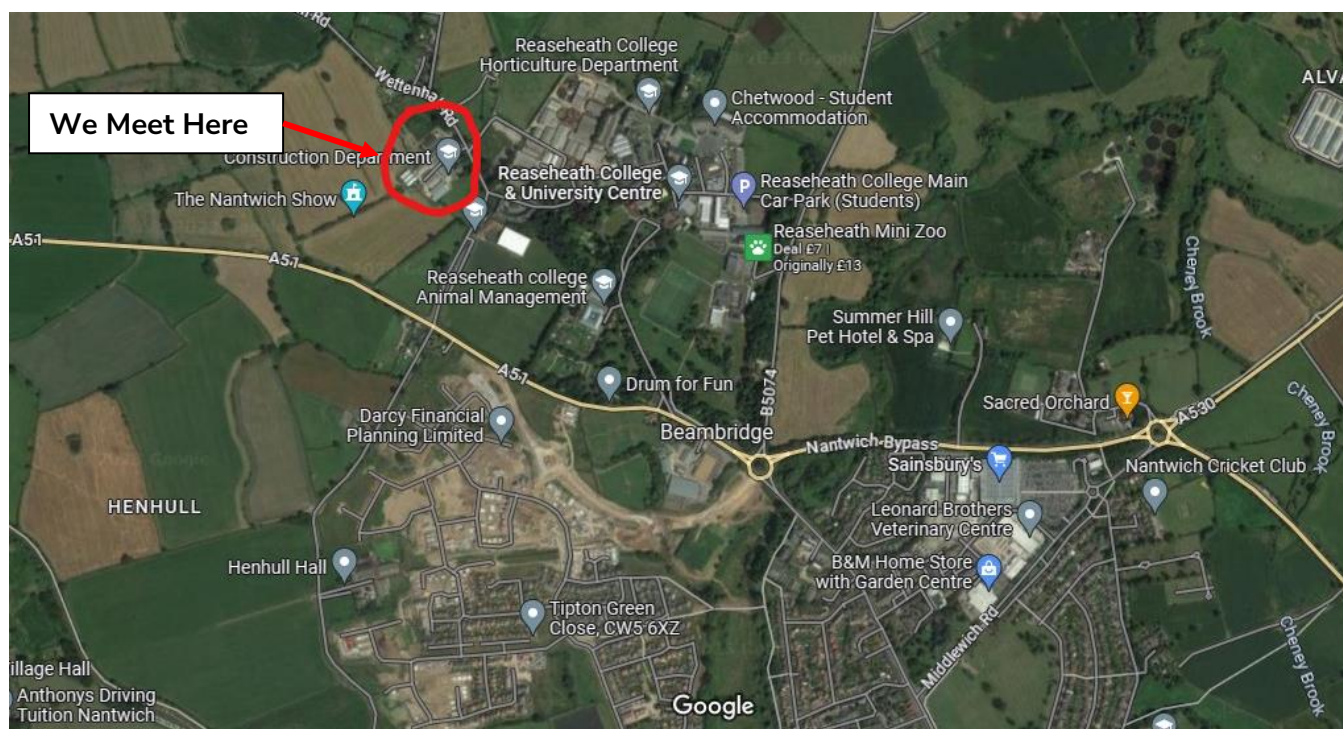 Reaseheath College
Horticulture Department
Wettenhall Rd
ALVA
Chetwood - Student
Accommodation
We Meet Here
Construction Department
Reaseheath College
& University Centre
P
Reaseheath College Main
Car Park (Students)
The Nantwich Show
A51
A51
Reaseheath Mini Zoo
Deal £7 |
Originally £13
Cheney Brook
Reaseheath college
Animal Management
Summer Hill
Pet Hotel & Spa
A51
Drum for Fun
B5074
Sacred Orchard
A530
Cheney Brook
Darcy Financial
Planning Limited
Beambridge
Nantwich Bypass
Sainsbury's
Nantwich Cricket Club
HENHULL
Leonard Brothers
Veterinary Centre
Henhull Hall
B&M Home Store
with Garden Centre
Tipton Green
Close, CW5 6XZ
Middlewich Rd
Cheney Brook
illage Hall
Anthonys Driving
Tuition Nantwich
Google